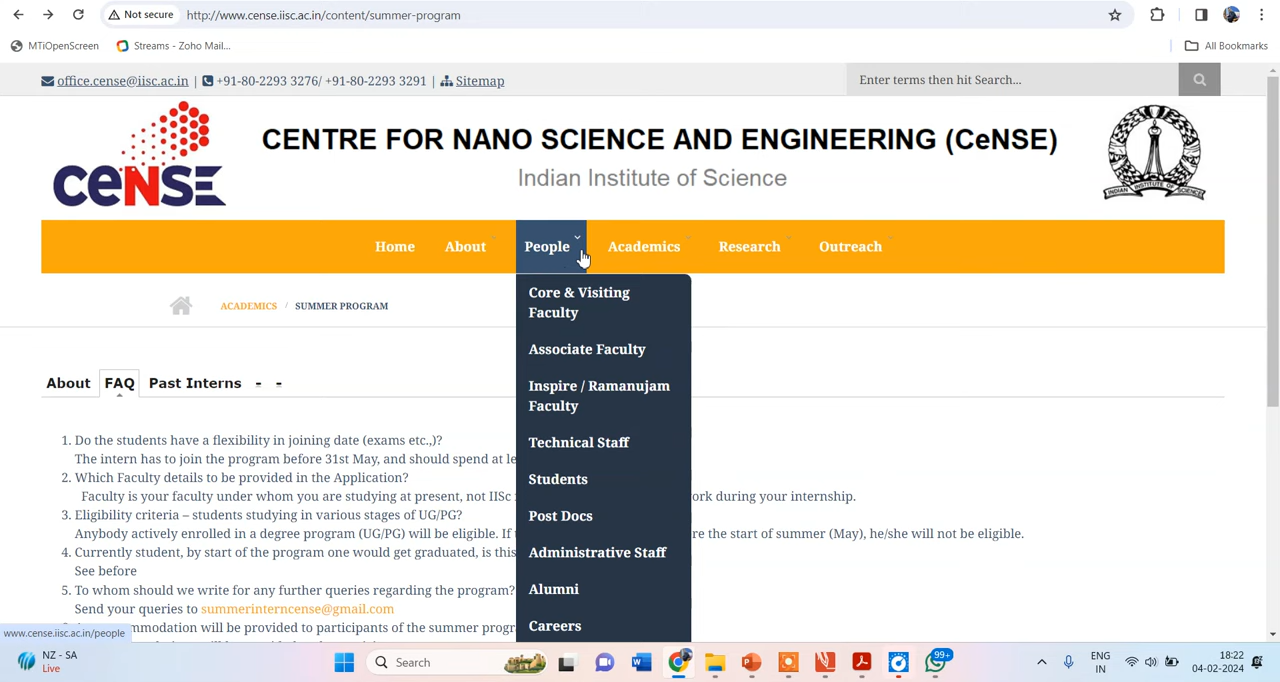 Not secure http://www.cense.iisc.ac.in/content/summer-program
MTiOpenScreen Streams - Zoho Mail... All Bookmarks
office.cense@iisc.ac.in | +91-80-2293 3276/ +91-80-2293 3291 | Sitemap Enter terms then hit Search...
ceNSE
CENTRE FOR NANO SCIENCE AND ENGINEERING (CeNSE)
Indian Institute of Science
INDIAN INSTITUTE OF SCIENCE
Home About People Academics Research Outreach
Core & Visiting
Faculty
Associate Faculty
Inspire / Ramanujam
Faculty
Technical Staff
Students
Post Docs
Administrative Staff
Alumni
Careers
ACADEMICS / SUMMER PROGRAM
About FAQ Past Interns - -
1. Do the students have a flexibility in joining date (exams etc.,)?
The intern has to join the program before 31st May, and should spend at
2. Which Faculty details to be provided in the Application?
Faculty is your faculty under whom you are studying at present, not IISc ork during your internship.
3. Eligibility criteria – students studying in various stages of UG/PG?
Anybody actively enrolled in a degree program (UG/PG) will be eligible. If re the start of summer (May), he/she will not be eligible.
4. Currently student, by start of the program one would get graduated, is this
See before
5. To whom should we write for any further queries regarding the program?
Send your queries to summerinterncense@gmail.com
mmodation will be provided to participants of the summer
www.cense.iisc.ac.in/people
NZ - SA
Live
Search
99+
ENG
IN
18:22
04-02-2024